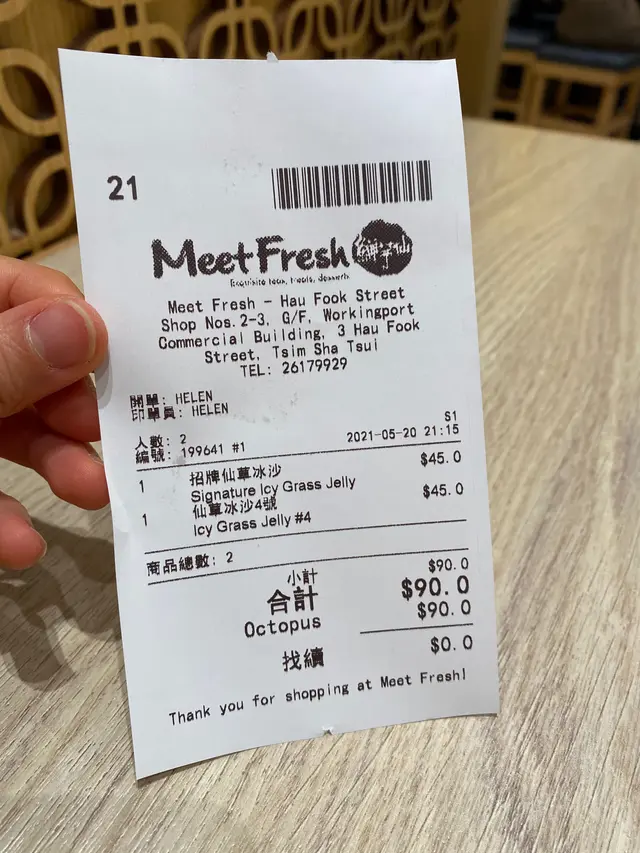 21
Meet Fresh 鮮芋仙
Exquisite teas, treats, desserts
Meet Fresh - Hau Fook Street
Shop Nos.2-3, G/F, Workingport
Commercial Building, 3 Hau Fook
Street, Tsim Sha Tsui
TEL: 26179929
開單: HELEN
印單員: HELEN
人數: 2 S1
編號: 199641 #1 2021-05-20 21:15
1 招牌仙草冰沙 $45.0
Signature Icy Grass Jelly
1 仙草冰沙4號 $45.0
Icy Grass Jelly #4
商品總數: 2
小計 $90.0
合計 $90.0
Octopus $90.0
找續 $0.0
Thank you for shopping at Meet Fresh!